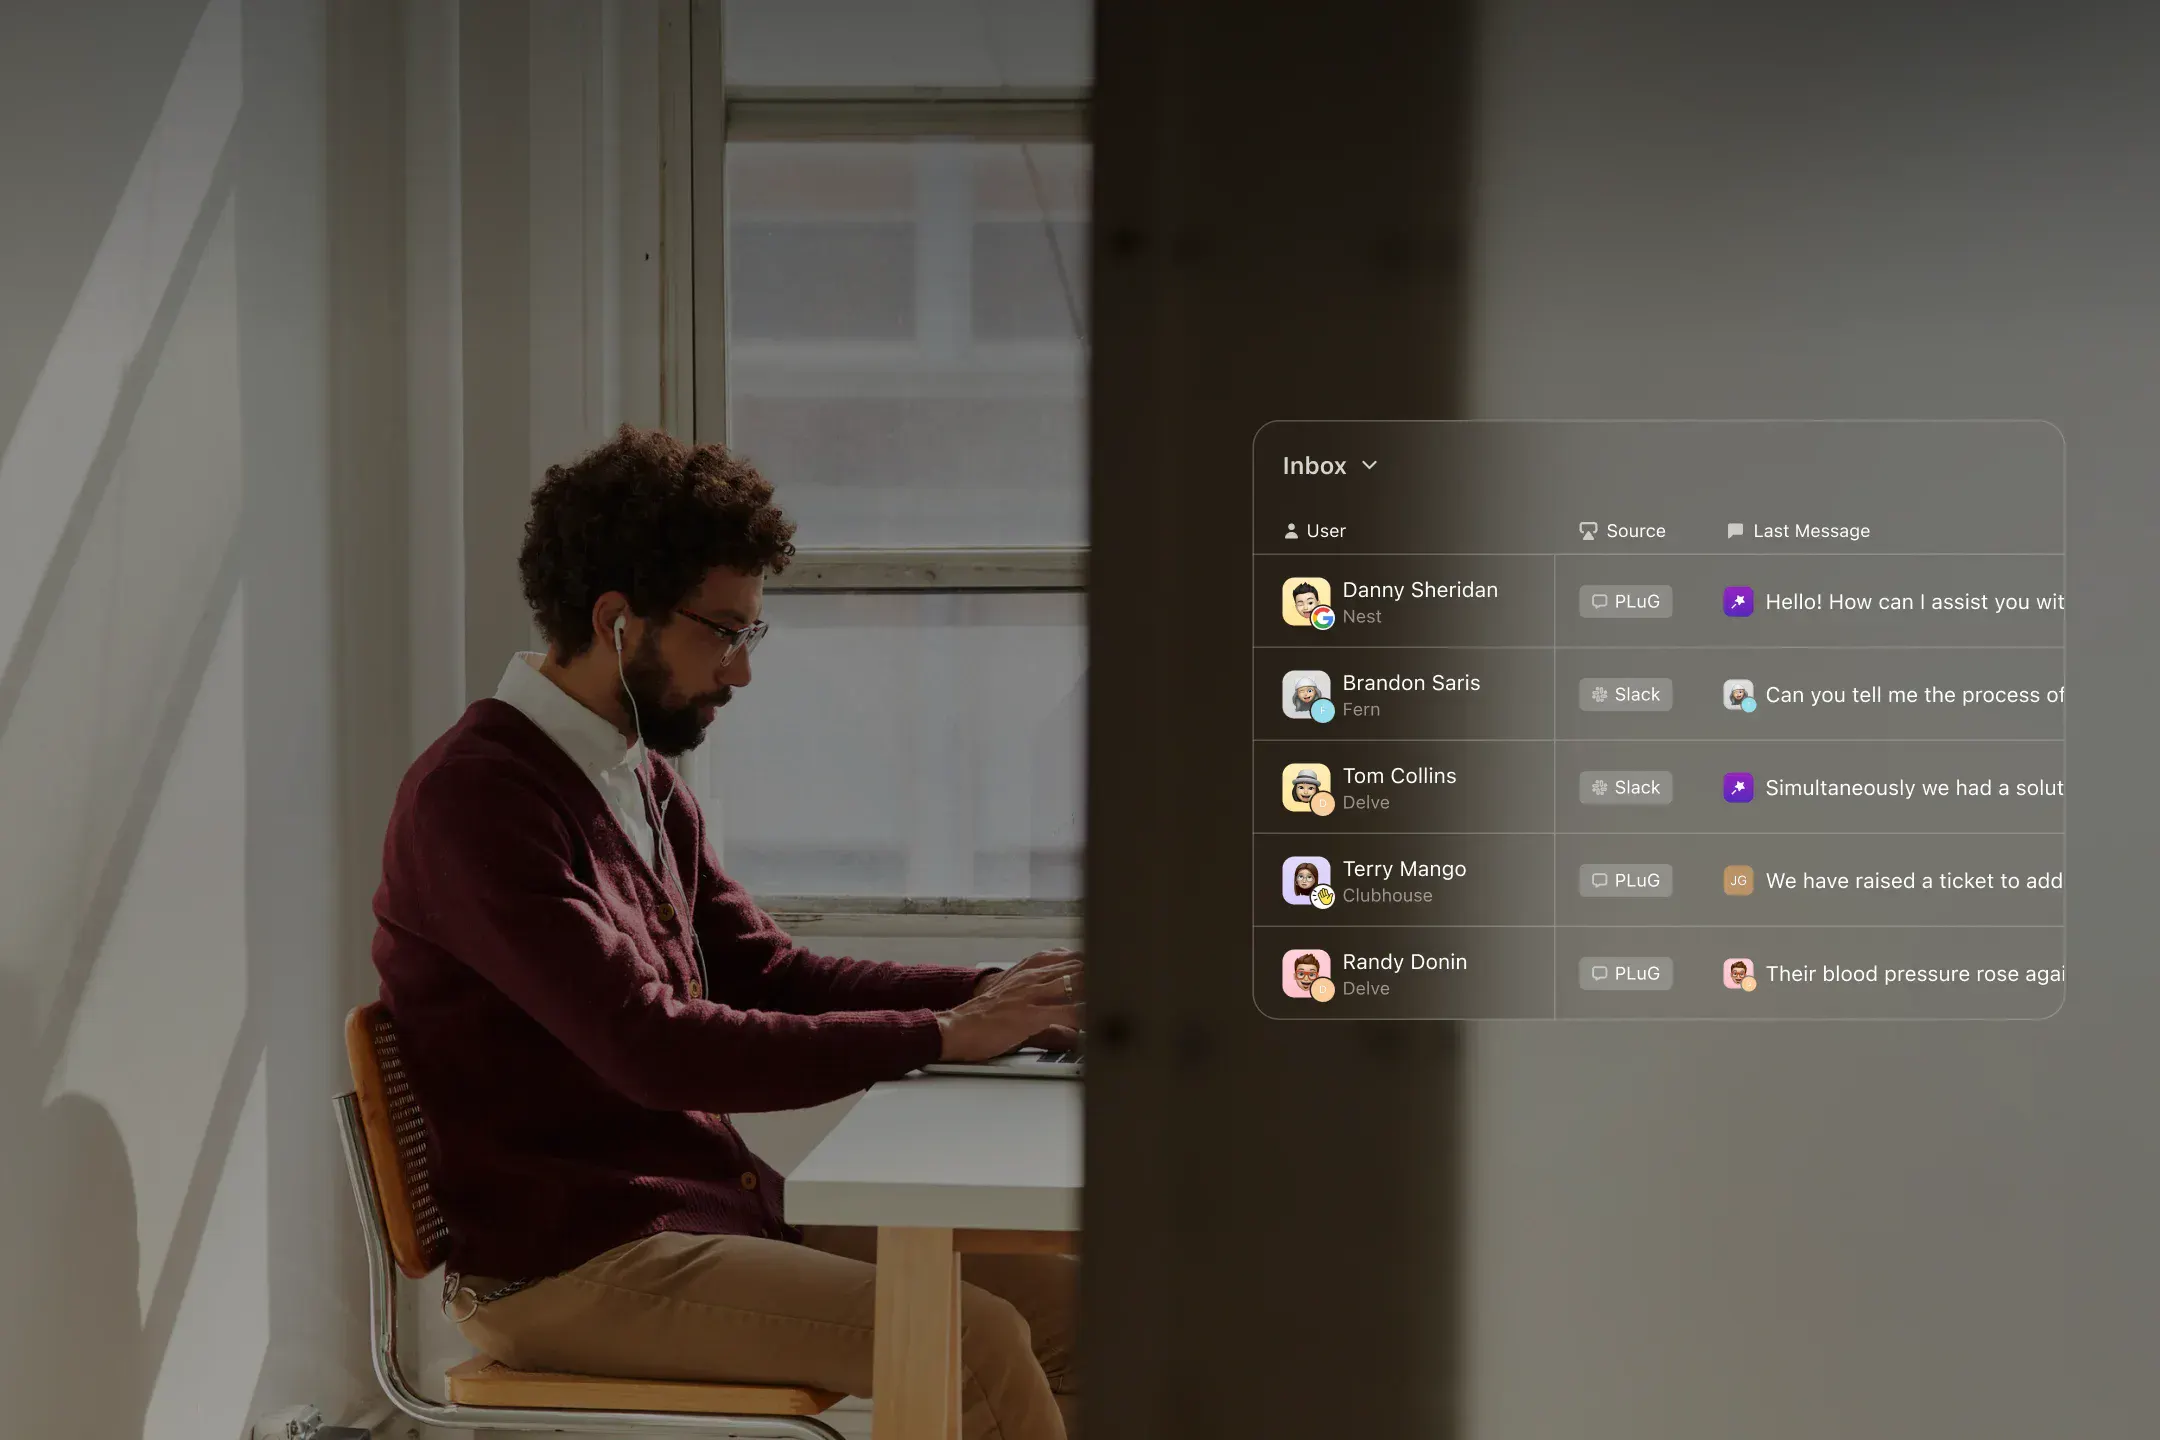 Inbox
User Source Last Message
Danny Sheridan
Nest
PLuG
Hello! How can I assist you wit
Brandon Saris
Fern
Slack
Can you tell me the process of
Tom Collins
Delve
Slack
Simultaneously we had a solut
Terry Mango
Clubhouse
PLuG
JG
We have raised a ticket to add
Randy Donin
Delve
PLuG
Their blood pressure rose agai